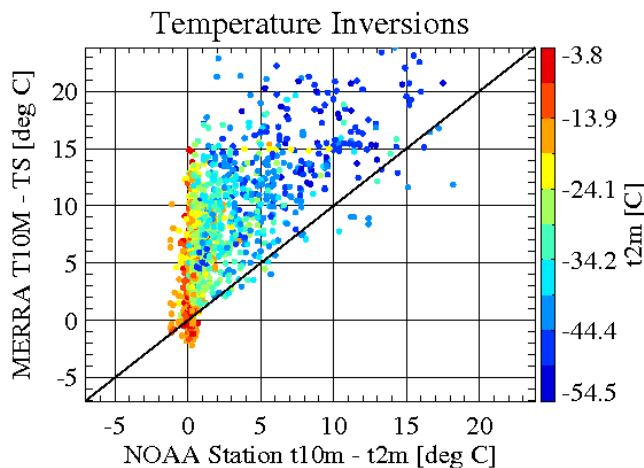 Temperature Inversions
MERRA T10M - TS [deg C]
20
15
10
5
0
-5
-5 0 5 10 15 20
NOAA Station t10m - t2m [deg C]
-3.8
-13.9
-24.1
-34.2
-44.4
-54.5
t2m [C]